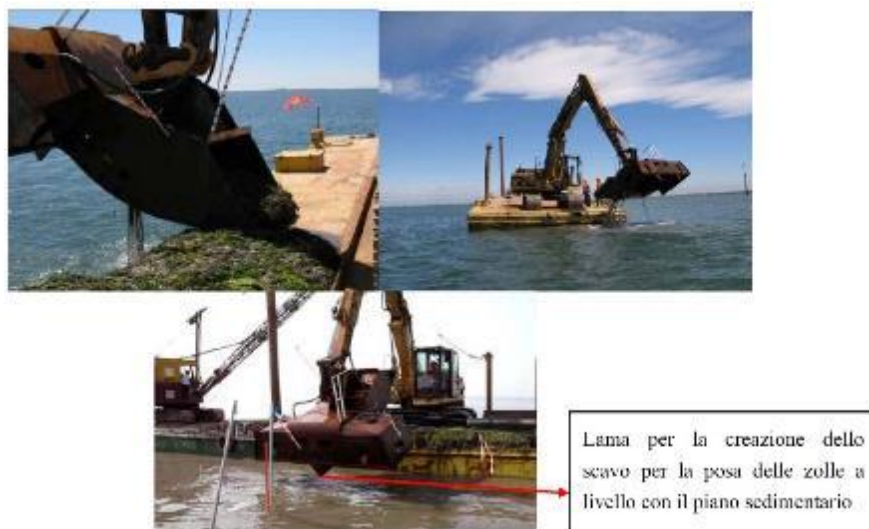 Lama per la creazione dello
scavo per la posa delle zolle a
livello con il piano sedimentario